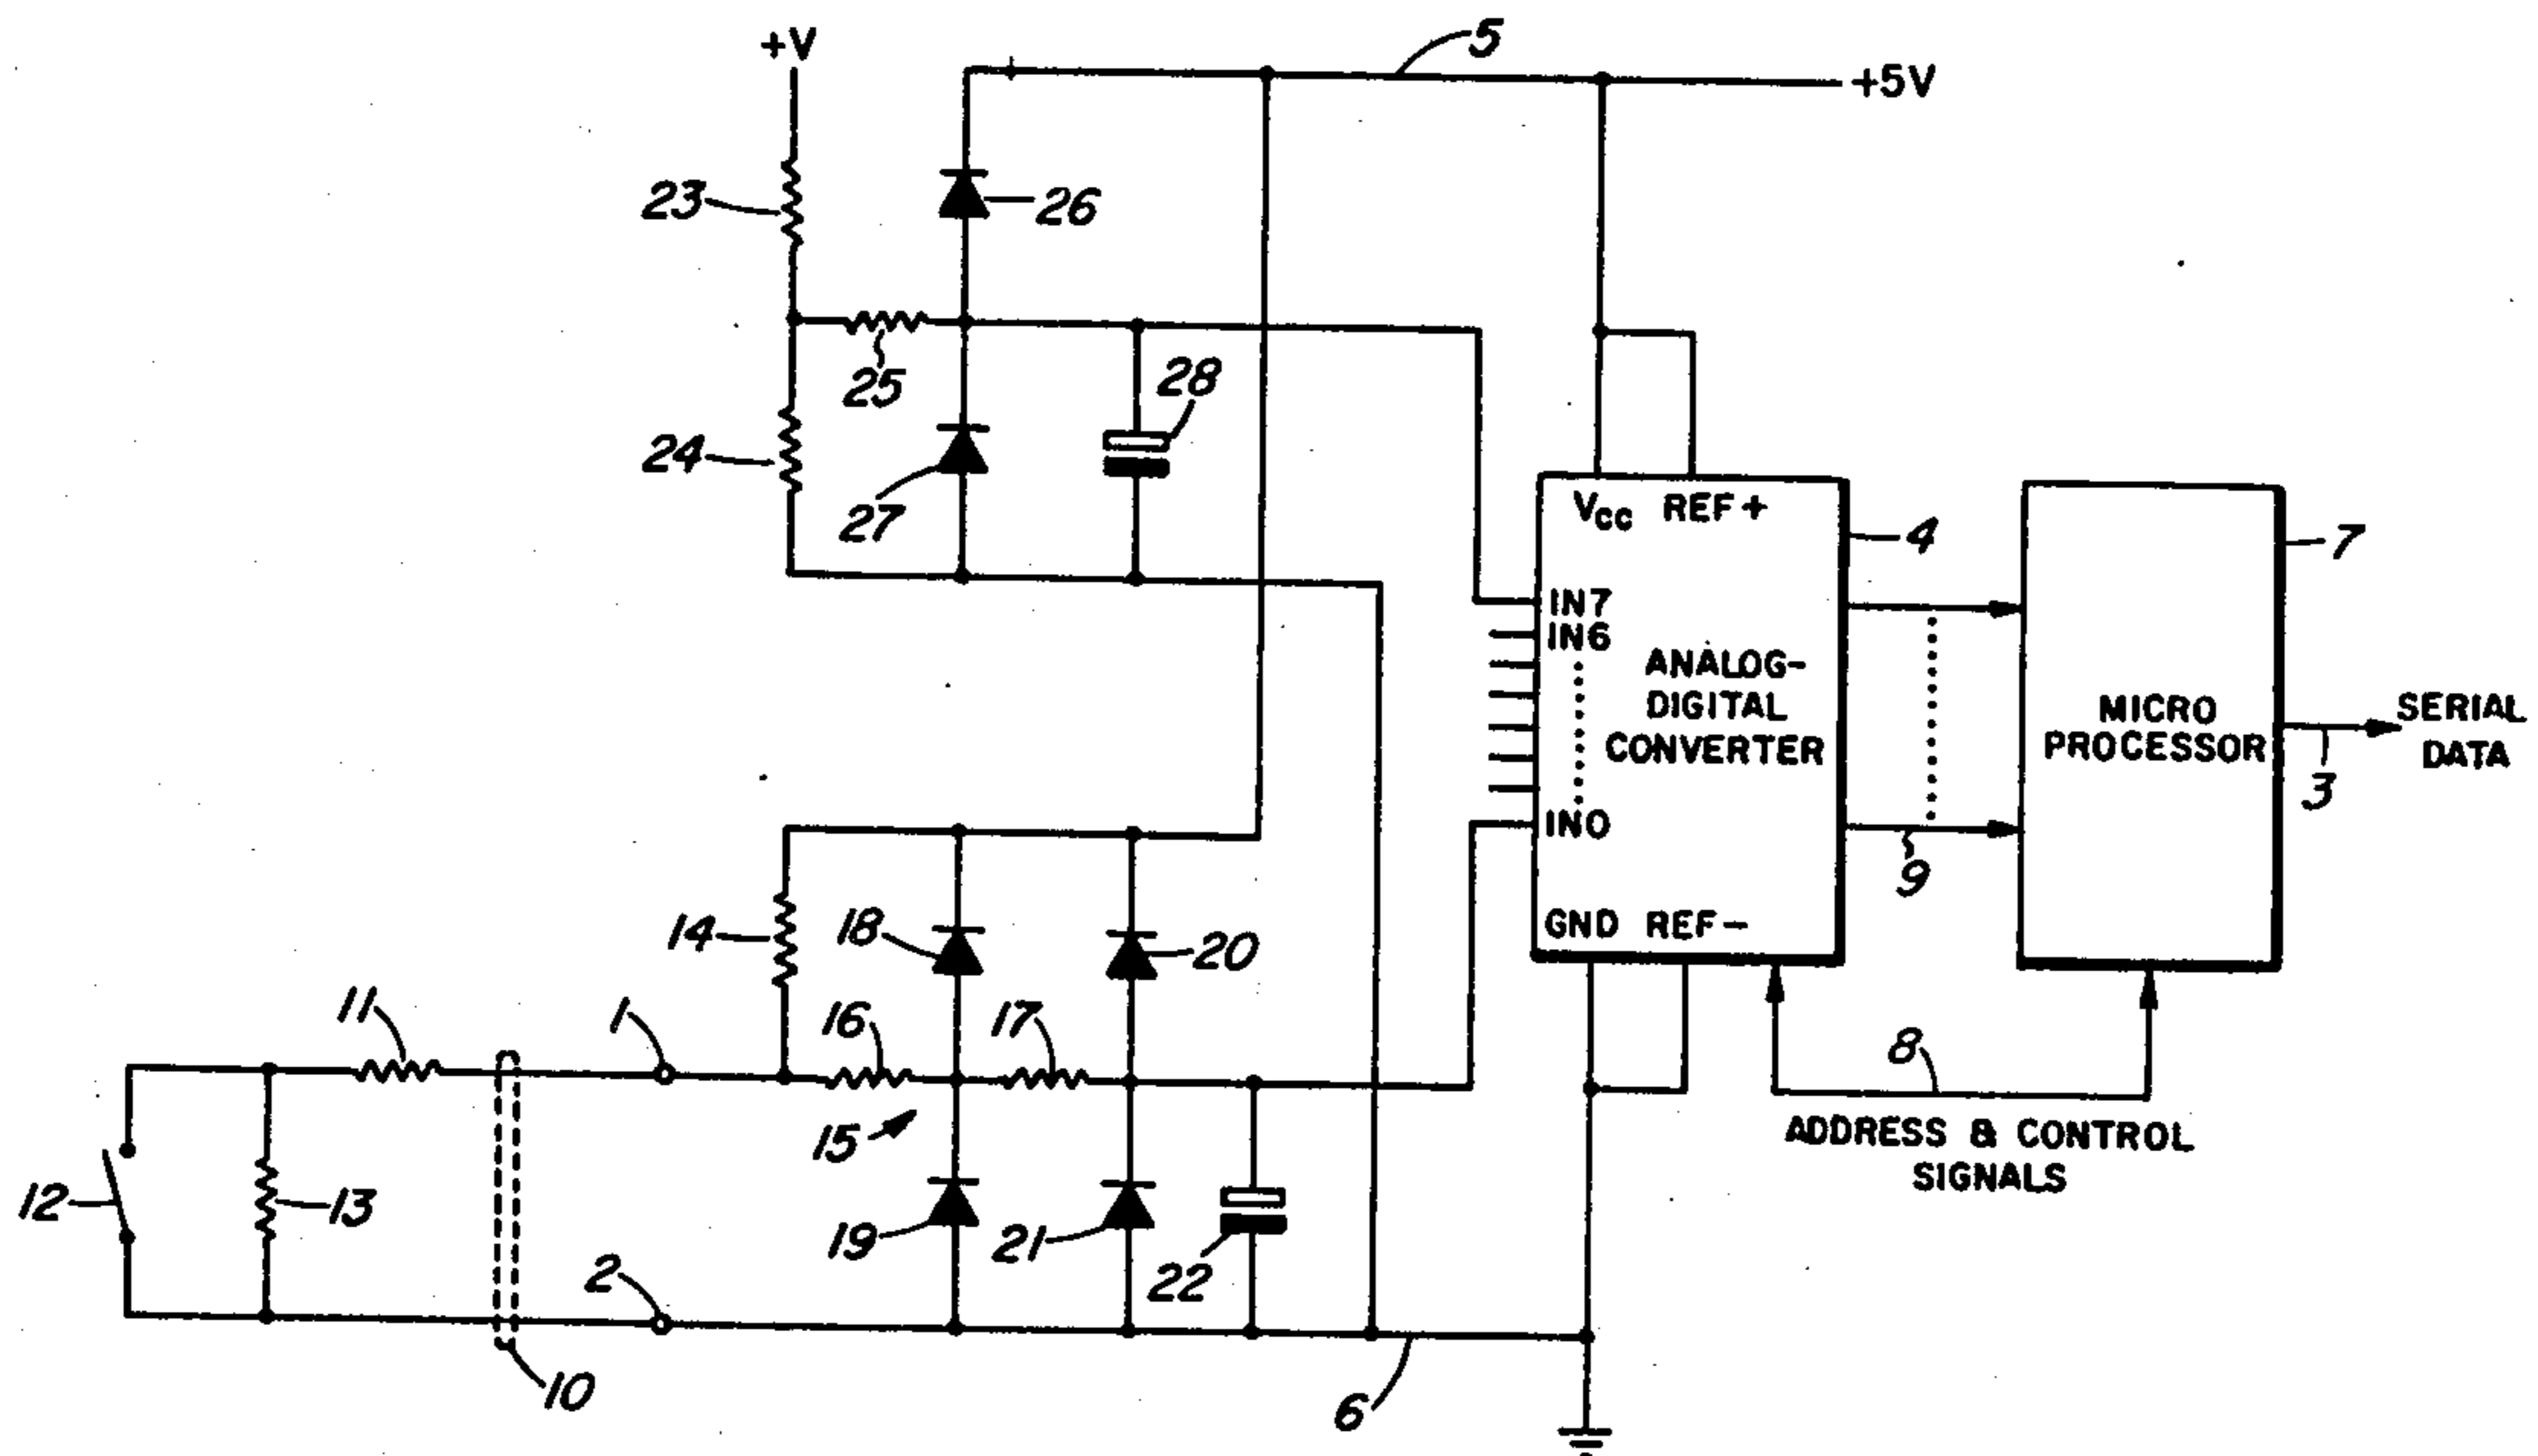 +V
5
+5V
23
26
25
28
24
27
VCC REF+
4
7
IN7
IN6
ANALOG-
DIGITAL
CONVERTER
MICRO
PROCESSOR
SERIAL
DATA
3
IN0
9
GND REF-
14
18
20
11
1
16
17
8
15
ADDRESS & CONTROL
SIGNALS
12
13
19
21
22
2
10
6